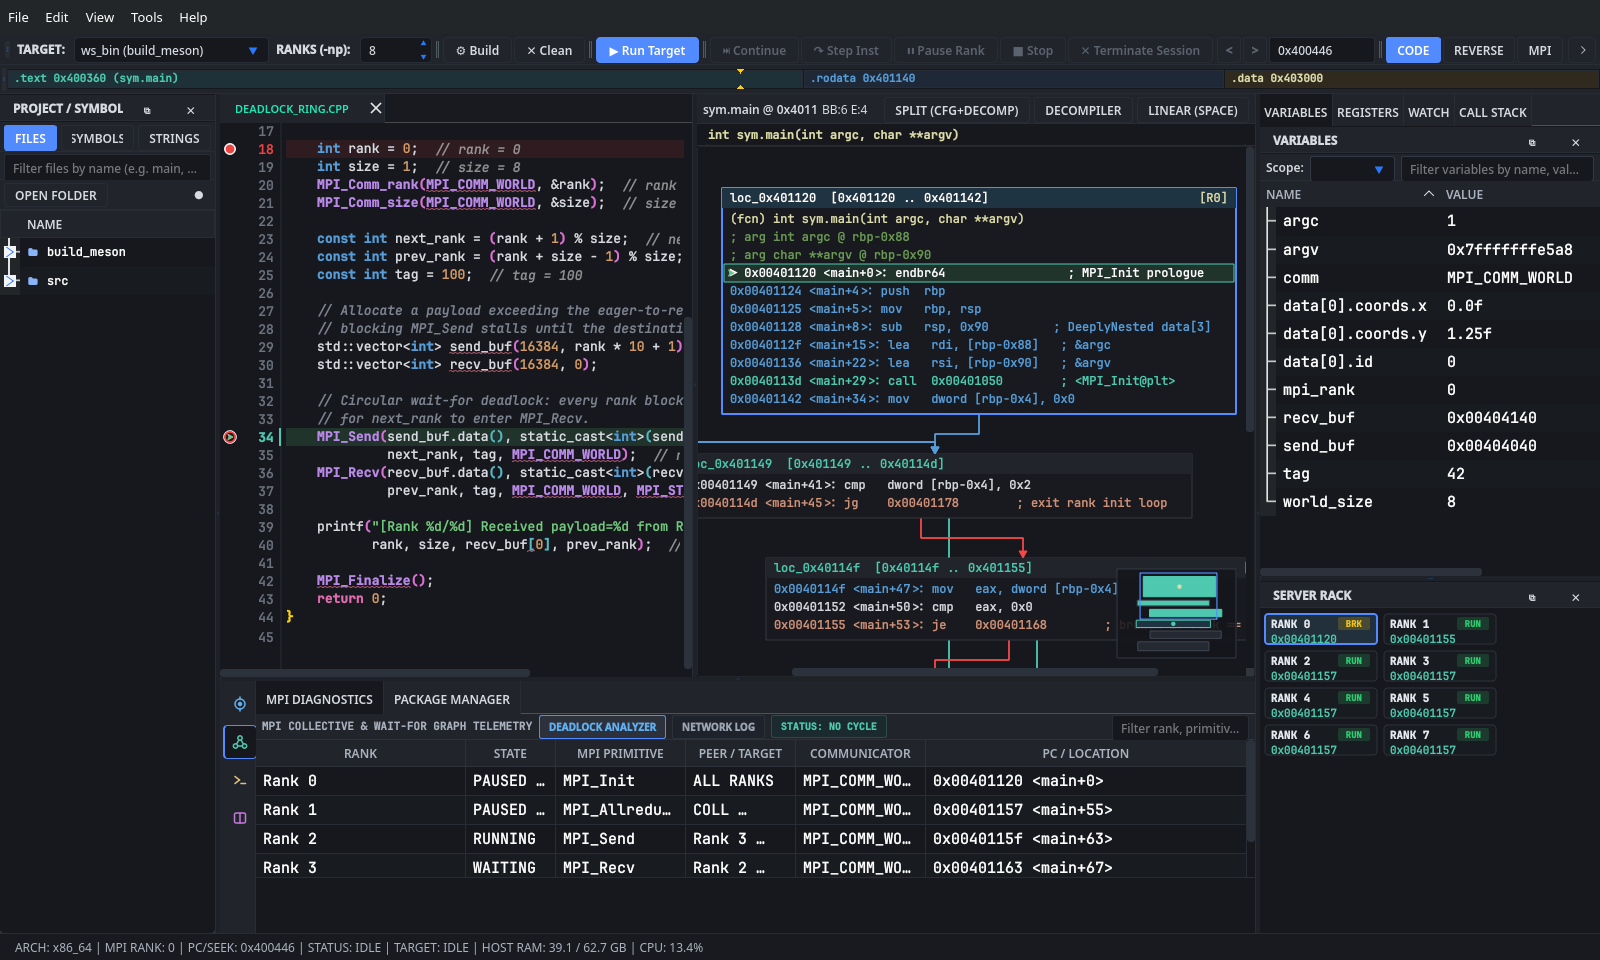 File Edit View Tools Help
TARGET: ws_bin (build_meson) RANKS (-np): 8 Build Clean Run Target Continue Step Inst Pause Rank Stop Terminate Session < > 0x400446 CODE REVERSE MPI
.text 0x400360 (sym.main) .rodata 0x401140 .data 0x403000
PROJECT / SYMBOL
FILES SYMBOLS STRINGS
Filter files by name (e.g. main, ...
OPEN FOLDER
NAME
build_meson
src
DEADLOCK_RING.CPP
17
18 int rank = 0; // rank = 0
19 int size = 1; // size = 8
20 MPI_Comm_rank(MPI_COMM_WORLD, &rank); // rank
21 MPI_Comm_size(MPI_COMM_WORLD, &size); // size
22
23 const int next_rank = (rank + 1) % size; // ne
24 const int prev_rank = (rank + size - 1) % size;
25 const int tag = 100; // tag = 100
26
27 // Allocate a payload exceeding the eager-to-re
28 // blocking MPI_Send stalls until the destinati
29 std::vector<int> send_buf(16384, rank * 10 + 1)
30 std::vector<int> recv_buf(16384, 0);
31
32 // Circular wait-for deadlock: every rank block
33 // for next_rank to enter MPI_Recv.
34 MPI_Send(send_buf.data(), static_cast<int>(send
35 next_rank, tag, MPI_COMM_WORLD); //
36 MPI_Recv(recv_buf.data(), static_cast<int>(recv
37 prev_rank, tag, MPI_COMM_WORLD, MPI_ST
38
39 printf("[Rank %d/%d] Received payload=%d from R
40 rank, size, recv_buf[0], prev_rank); //
41
42 MPI_Finalize();
43 return 0;
44 }
45
sym.main @ 0x4011 BB:6 E:4 SPLIT (CFG+DECOMP) DECOMPILER LINEAR (SPACE)
int sym.main(int argc, char **argv)
loc_0x401120 [0x401120 .. 0x401142] [R0]
(fcn) int sym.main(int argc, char **argv)
; arg int argc @ rbp-0x88
; arg char **argv @ rbp-0x90
0x00401120 <main+0>: endbr64 ; MPI_Init prologue
0x00401124 <main+4>: push rbp
0x00401125 <main+5>: mov rbp, rsp
0x00401128 <main+8>: sub rsp, 0x90 ; DeeplyNested data[3]
0x0040112f <main+15>: lea rdi, [rbp-0x88] ; &argc
0x00401136 <main+22>: lea rsi, [rbp-0x90] ; &argv
0x0040113d <main+29>: call 0x00401050 ; <MPI_Init@plt>
0x00401142 <main+34>: mov dword [rbp-0x4], 0x0
oc_0x401149 [0x401149 .. 0x40114d]
x00401149 <main+41>: cmp dword [rbp-0x4], 0x2
x0040114d <main+45>: jg 0x00401178 ; exit rank init loop
loc_0x40114f [0x40114f .. 0x401155]
0x0040114f <main+47>: mov eax, dword [rbp-0x4]
0x00401152 <main+50>: cmp eax, 0x0
0x00401155 <main+53>: je 0x00401168 ;
VARIABLES REGISTERS WATCH CALL STACK
VARIABLES
Scope: Filter variables by name, val...
NAME VALUE
argc 1
argv 0x7fffffffe5a8
comm MPI_COMM_WORLD
data[0].coords.x 0.0f
data[0].coords.y 1.25f
data[0].id 0
mpi_rank 0
recv_buf 0x00404140
send_buf 0x00404040
tag 42
world_size 8
SERVER RACK
RANK 0 BRK RANK 1 RUN
0x00401120 0x00401155
RANK 2 RUN RANK 3 RUN
0x00401157 0x00401157
RANK 4 RUN RANK 5 RUN
0x00401157 0x00401157
RANK 6 RUN RANK 7 RUN
0x00401157 0x00401157
MPI DIAGNOSTICS PACKAGE MANAGER
MPI COLLECTIVE & WAIT-FOR GRAPH TELEMETRY DEADLOCK ANALYZER NETWORK LOG STATUS: NO CYCLE Filter rank, primitiv...
RANK STATE MPI PRIMITIVE PEER / TARGET COMMUNICATOR PC / LOCATION
Rank 0 PAUSED … MPI_Init ALL RANKS MPI_COMM_WO… 0x00401120 <main+0>
Rank 1 PAUSED … MPI_Allredu… COLL … MPI_COMM_WO… 0x00401157 <main+55>
Rank 2 RUNNING MPI_Send Rank 3 … MPI_COMM_WO… 0x0040115f <main+63>
Rank 3 WAITING MPI_Recv Rank 2 … MPI_COMM_WO… 0x00401163 <main+67>
ARCH: x86_64 | MPI RANK: 0 | PC/SEEK: 0x400446 | STATUS: IDLE | TARGET: IDLE | HOST RAM: 39.1 / 62.7 GB | CPU: 13.4%